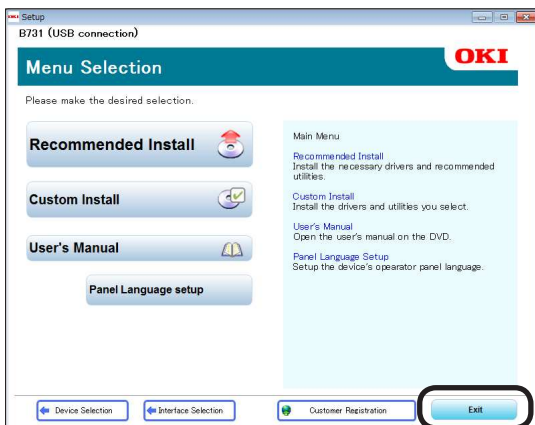 OKI Setup
B731 (USB connection)
Menu Selection
OKI
Please make the desired selection.
Recommended Install
Custom Install
User's Manual
Panel Language setup
Main Menu
Recommended Install
Install the necessary drivers and recommended
utilities.
Custom Install
Install the drivers and utilities you select.
User's Manual
Open the user's manual on the DVD.
Panel Language Setup
Setup the device's opearator panel language.
Device Selection
Interface Selection
Customer Registration
Exit